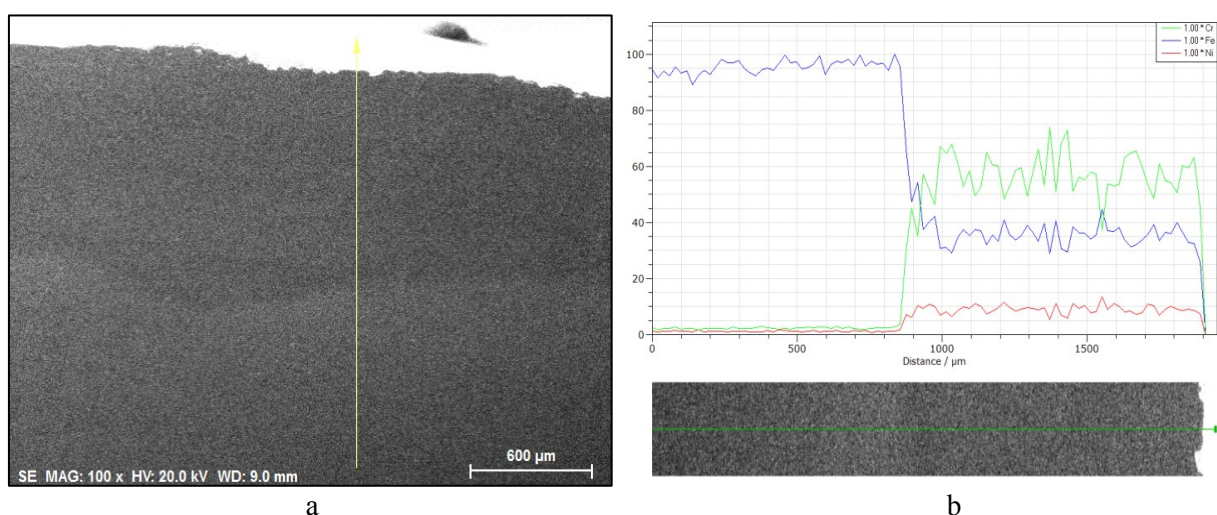 600 µm
SE MAG: 100 x HV: 20.0 kV WD: 9.0 mm
a
1.00*Cr
1.00*Fe
1.00*Ni
100
80
60
40
20
0
0 500 1000 1500
Distance / µm
b